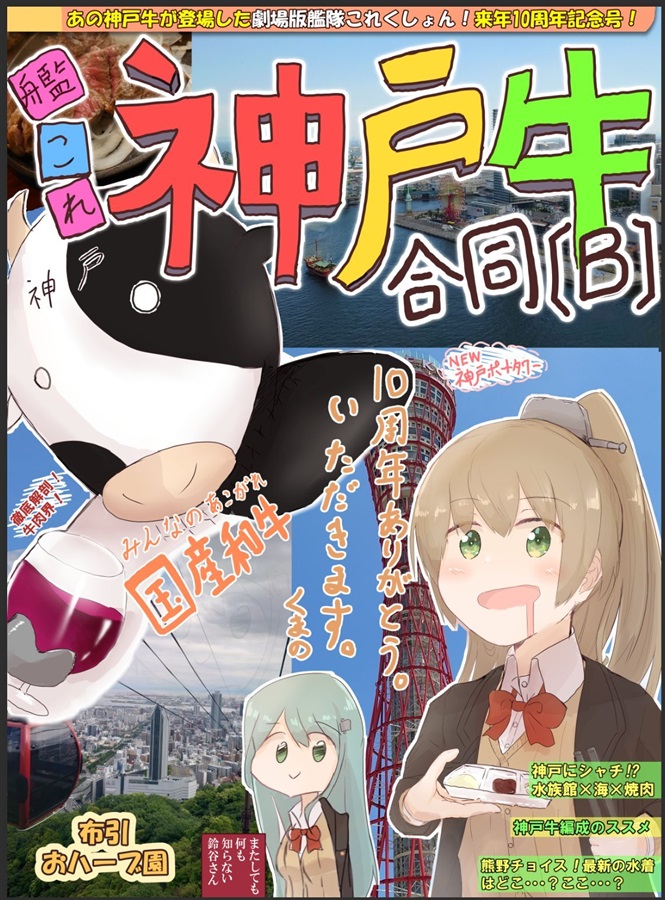 あの神戸牛が登場した劇場版艦隊これくしょん！来年10周年記念号！
艦これ
神戸牛
合同〔B〕
神戸
NEW
神戸ポートタワー
10周年ありがとう。
いただきます。
くまの
徹底解剖！
牛肉界！
みんなのあこがれ
国産和牛
布引
おハーブ園
またしても
何も
知らない
鈴谷さん
神戸にシャチ!?
水族館×海×焼肉
神戸牛編成のススメ
熊野チョイス！最新の水着
はどこ・・・？ここ・・・？